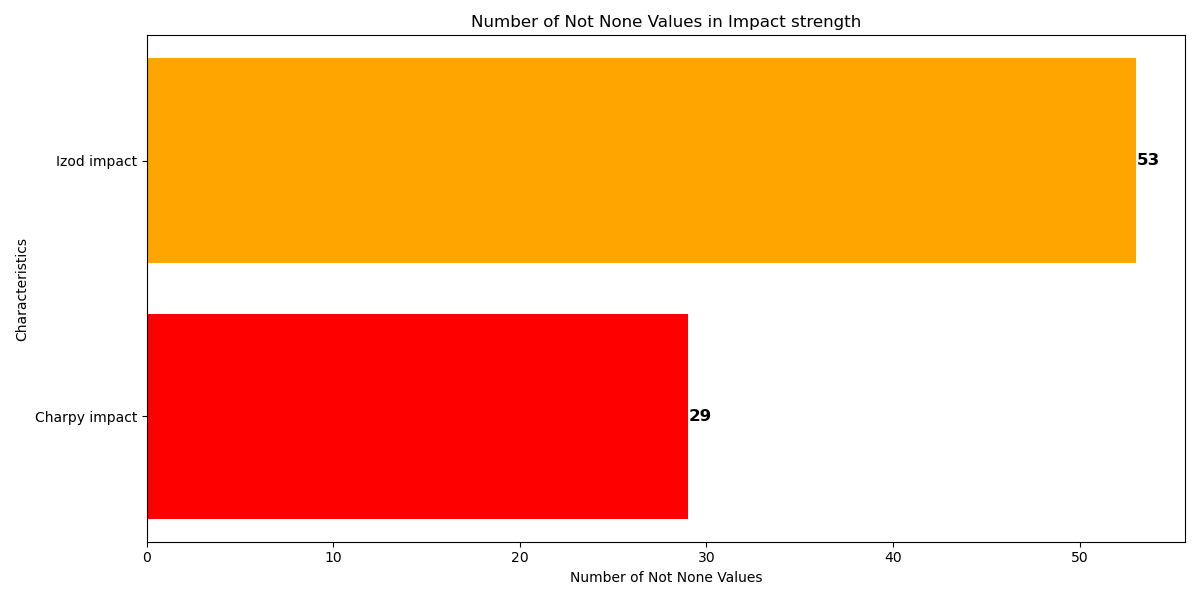 Number of Not None Values in Impact strength
Characteristics
Izod impact
53
Charpy impact
29
0 10 20 30 40 50
Number of Not None Values